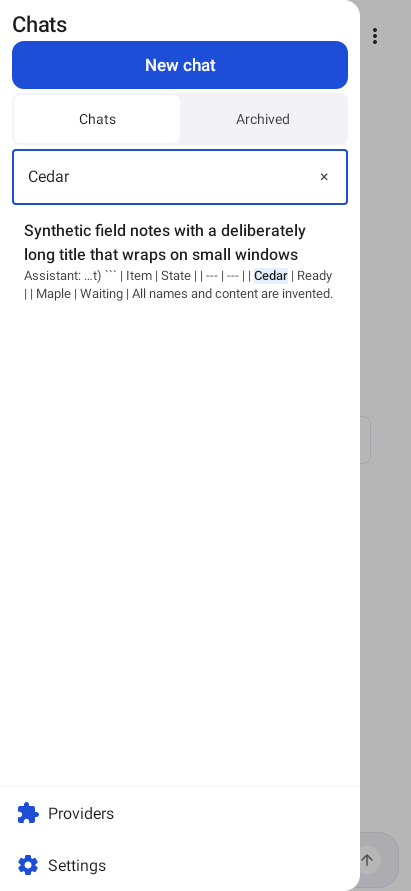 Chats
New chat
Chats
Archived
Cedar ×
Synthetic field notes with a deliberately
long title that wraps on small windows
Assistant: …t) ``` | Item | State | | --- | --- | | Cedar | Ready
| | Maple | Waiting | All names and content are invented.
Providers
Settings